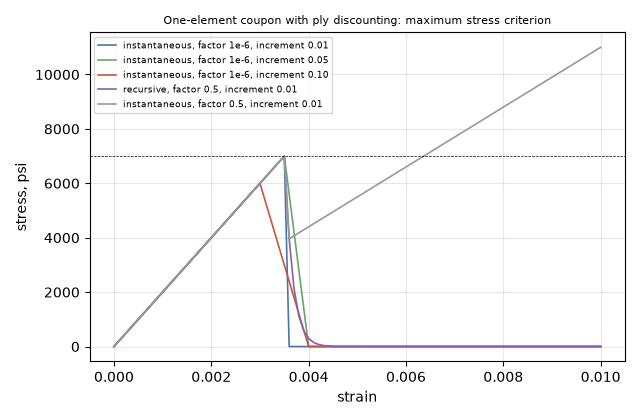 One-element coupon with ply discounting: maximum stress criterion
instantaneous, factor 1e-6, increment 0.01
instantaneous, factor 1e-6, increment 0.05
instantaneous, factor 1e-6, increment 0.10
recursive, factor 0.5, increment 0.01
instantaneous, factor 0.5, increment 0.01
stress, psi
10000
8000
6000
4000
2000
0
0.000 0.002 0.004 0.006 0.008 0.010
strain